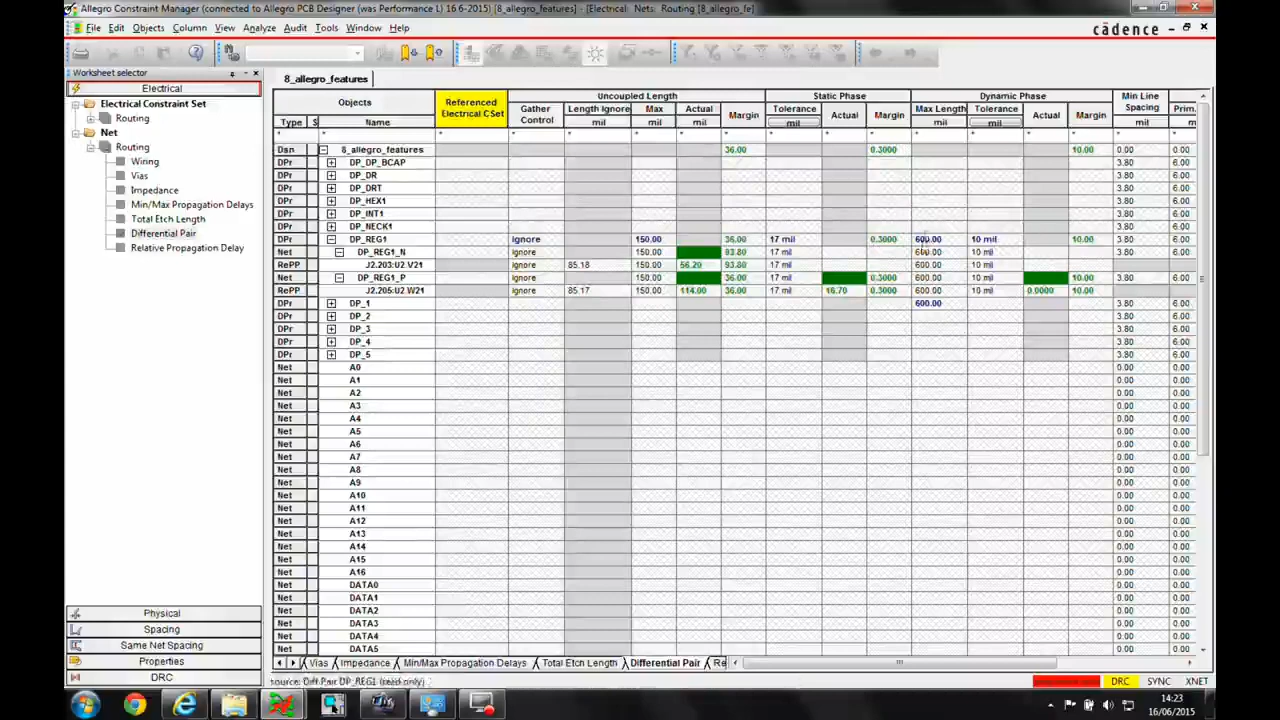 Allegro Constraint Manager (connected to Allegro PCB Designer (was Performance L) 16.6-2015) [8_allegro_features] - [Electrical: Nets: Routing [8_allegro_fe]
File Edit Objects Column View Analyze Audit Tools Window Help
cādence
Worksheet selector
Electrical
Electrical Constraint Set
Routing
Net
Routing
Wiring
Vias
Impedance
Min/Max Propagation Delays
Total Etch Length
Differential Pair
Relative Propagation Delay
Physical
Spacing
Same Net Spacing
Properties
DRC
8_allegro_features
Objects Referenced Electrical CSet Uncoupled Length Static Phase Dynamic Phase Min Line Spacing
Gather Control Length Ignore Max Actual Margin Tolerance Actual Margin Max Length Tolerance Actual Margin Prim.
Type S Name mil mil mil mil mil mil mil
* * * * * * * * * * * * * * * * *
Dsn 8_allegro_features 36.00 0.3000 10.00 0.00 0.00
DPr DP_DP_BCAP 3.80 6.00
DPr DP_DR 3.80 6.00
DPr DP_DRT 3.80 6.00
DPr DP_HEX1 3.80 6.00
DPr DP_INT1 3.80 6.00
DPr DP_NECK1 3.80 6.00
DPr DP_REG1 Ignore 150.00 36.00 17 mil 0.3000 600.00 10 mil 10.00 3.80 6.00
Net DP_REG1_N Ignore 150.00 93.80 17 mil 600.00 10 mil 3.80 6.00
RePP J2.203:U2.V21 Ignore 85.18 150.00 56.20 93.80 17 mil 600.00 10 mil
Net DP_REG1_P Ignore 150.00 36.00 17 mil 0.3000 600.00 10 mil 10.00 3.80 6.00
RePP J2.205:U2.W21 Ignore 85.17 150.00 114.00 36.00 17 mil 16.70 0.3000 600.00 10 mil 0.0000 10.00
DPr DP_1 600.00 3.80 6.00
DPr DP_2 3.80 6.00
DPr DP_3 3.80 6.00
DPr DP_4 3.80 6.00
DPr DP_5 3.80 6.00
Net A0 0.00 0.00
Net A1 0.00 0.00
Net A2 0.00 0.00
Net A3 0.00 0.00
Net A4 0.00 0.00
Net A5 0.00 0.00
Net A6 0.00 0.00
Net A7 0.00 0.00
Net A8 0.00 0.00
Net A9 0.00 0.00
Net A10 0.00 0.00
Net A11 0.00 0.00
Net A12 0.00 0.00
Net A13 0.00 0.00
Net A14 0.00 0.00
Net A15 0.00 0.00
Net A16 0.00 0.00
Net DATA0 0.00 0.00
Net DATA1 0.00 0.00
Net DATA2 0.00 0.00
Net DATA3 0.00 0.00
Net DATA4 0.00 0.00
Net DATA5 0.00 0.00
Vias Impedance Min/Max Propagation Delays Total Etch Length Differential Pair Re
source: Diff Pair DP_REG1 (read only)
DRC SYNC XNET
14:23
16/06/2015